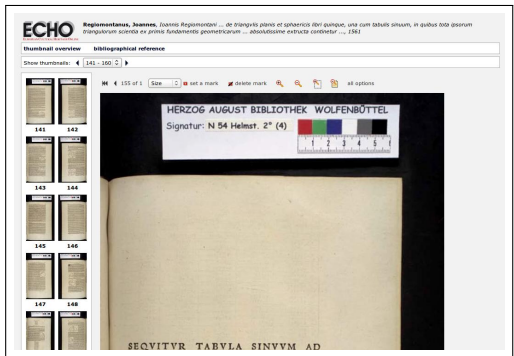 ECHO
Regiomontanus, Joannes, Ioannis Regiomontani ... de triangvlis planis et sphaericis libri quinque, una cum tabulis sinuum, in quibus tota ipsorum
triangulorum scientia ex primis fundamentis geometricarum ... absolutissime extructa continetur ..., 1561
thumbnail overview bibliographical reference
Show thumbnails: 141 - 160
155 of 1 Size set a mark delete mark all options
141 142
143 144
145 146
147 148
HERZOG AUGUST BIBLIOTHEK WOLFENBÜTTEL
Signatur: N 54 Helmst. 2° (4)
1 2 3 4 5
SEQVITVR TABVLA SINVVM AD